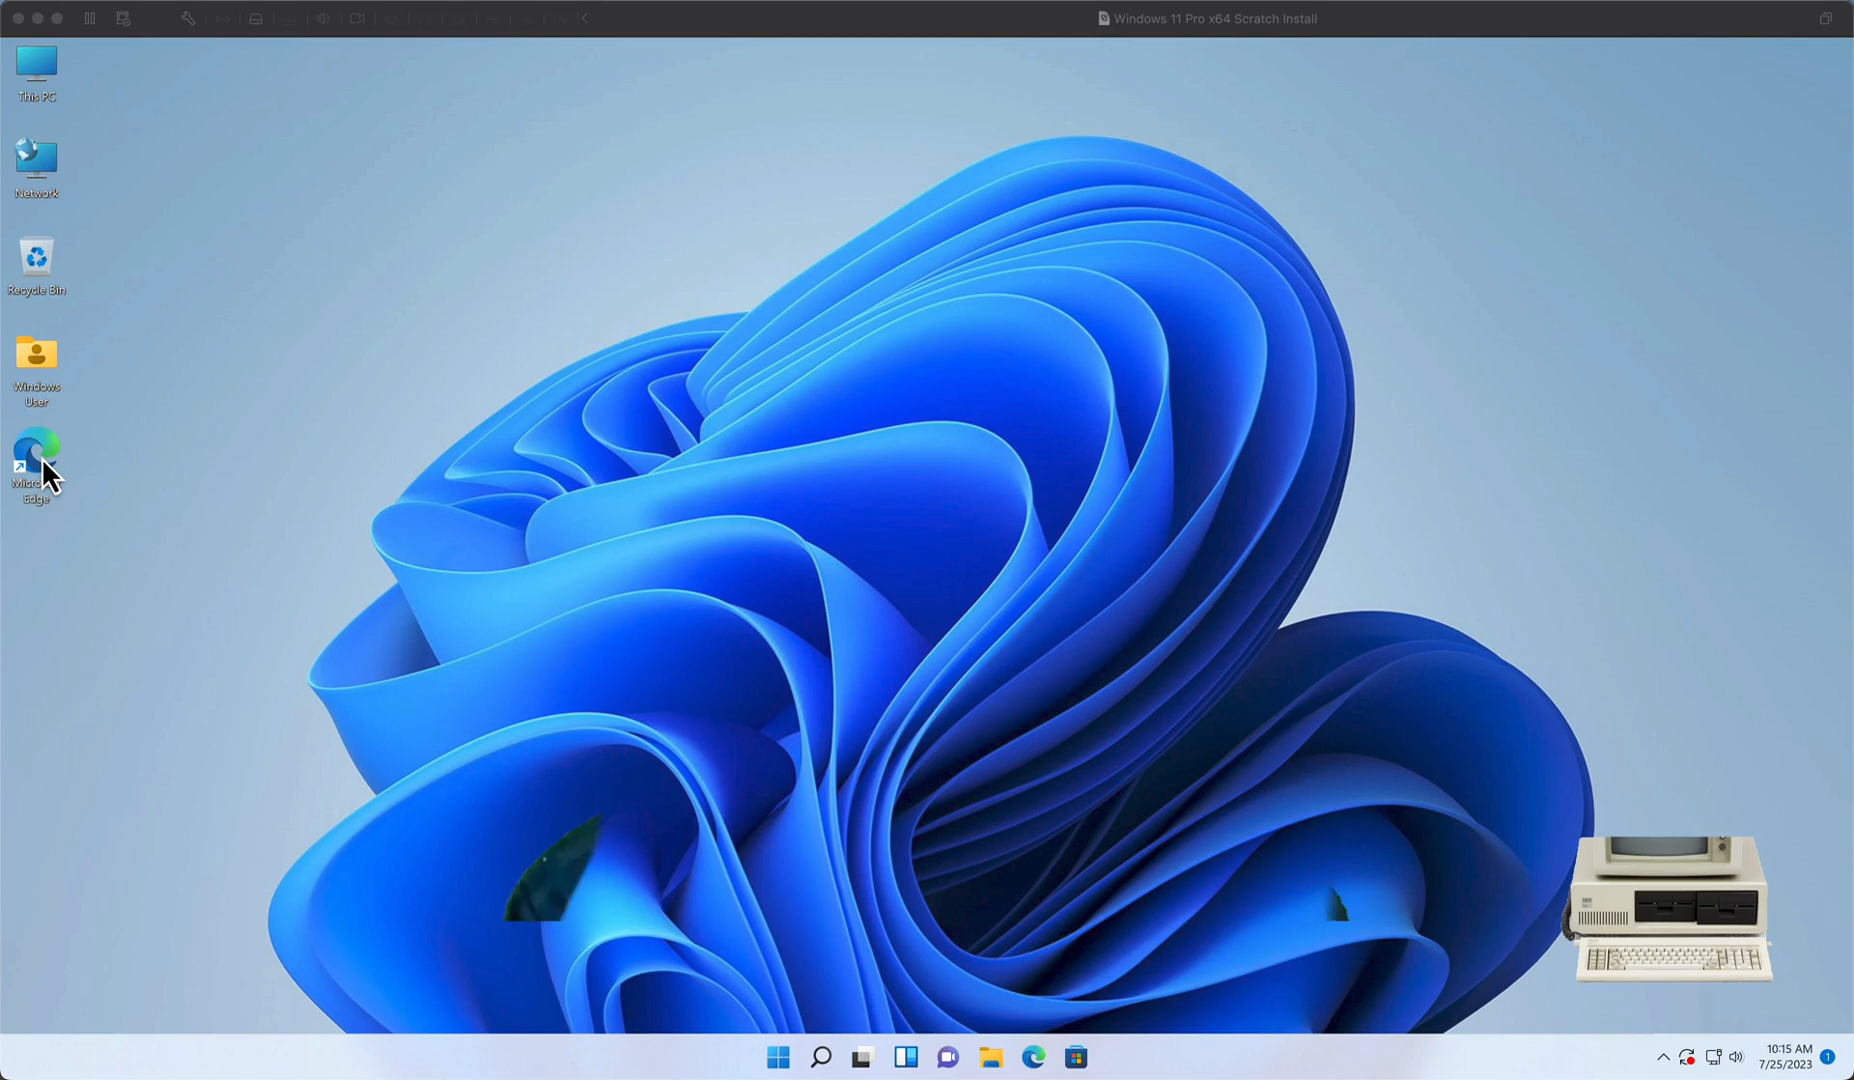 Windows 11 Pro x64 Scratch Install
This PC
Network
Recycle Bin
Windows
User
Edge
10:15 AM
7/25/2023
1